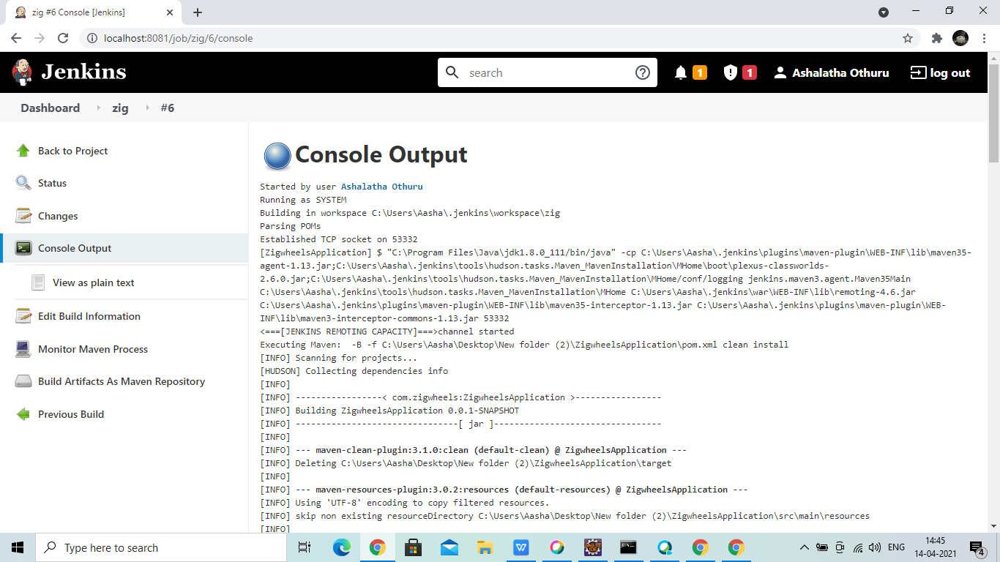 zig #6 Console [Jenkins]
localhost:8081/job/zig/6/console
Jenkins
search
1
1
Ashalatha Othuru
log out
Dashboard
zig
#6
Back to Project
Status
Changes
Console Output
View as plain text
Edit Build Information
Monitor Maven Process
Build Artifacts As Maven Repository
Previous Build
Console Output
Started by user Ashalatha Othuru
Running as SYSTEM
Building in workspace C:\Users\Aasha\.jenkins\workspace\zig
Parsing POMs
Established TCP socket on 53332
[ZigwheelsApplication] $ "C:\Program Files\Java\jdk1.8.0_111/bin/java" -cp C:\Users\Aasha\.jenkins\plugins\maven-plugin\WEB-INF\lib\maven35-
agent-1.13.jar;C:\Users\Aasha\.jenkins\tools\hudson.tasks.Maven_MavenInstallation\MHome\boot\plexus-classworlds-
2.6.0.jar;C:\Users\Aasha\.jenkins\tools\hudson.tasks.Maven_MavenInstallation\MHome/conf/logging jenkins.maven3.agent.Maven35Main
C:\Users\Aasha\.jenkins\tools\hudson.tasks.Maven_MavenInstallation\MHome C:\Users\Aasha\.jenkins\war\WEB-INF\lib\remoting-4.6.jar
C:\Users\Aasha\.jenkins\plugins\maven-plugin\WEB-INF\lib\maven35-interceptor-1.13.jar C:\Users\Aasha\.jenkins\plugins\maven-plugin\WEB-
INF\lib\maven3-interceptor-commons-1.13.jar 53332
<===[JENKINS REMOTING CAPACITY]===>channel started
Executing Maven:  -B -f C:\Users\Aasha\Desktop\New folder (2)\ZigwheelsApplication\pom.xml clean install
[INFO] Scanning for projects...
[HUDSON] Collecting dependencies info
[INFO]
[INFO] -----------------< com.zigwheels:ZigwheelsApplication >-----------------
[INFO] Building ZigwheelsApplication 0.0.1-SNAPSHOT
[INFO] --------------------------------[ jar ]---------------------------------
[INFO]
[INFO] --- maven-clean-plugin:3.1.0:clean (default-clean) @ ZigwheelsApplication ---
[INFO] Deleting C:\Users\Aasha\Desktop\New folder (2)\ZigwheelsApplication\target
[INFO]
[INFO] --- maven-resources-plugin:3.0.2:resources (default-resources) @ ZigwheelsApplication ---
[INFO] Using 'UTF-8' encoding to copy filtered resources.
[INFO] skip non existing resourceDirectory C:\Users\Aasha\Desktop\New folder (2)\ZigwheelsApplication\src\main\resources
[INFO]
Type here to search
ENG
14:45
14-04-2021
4